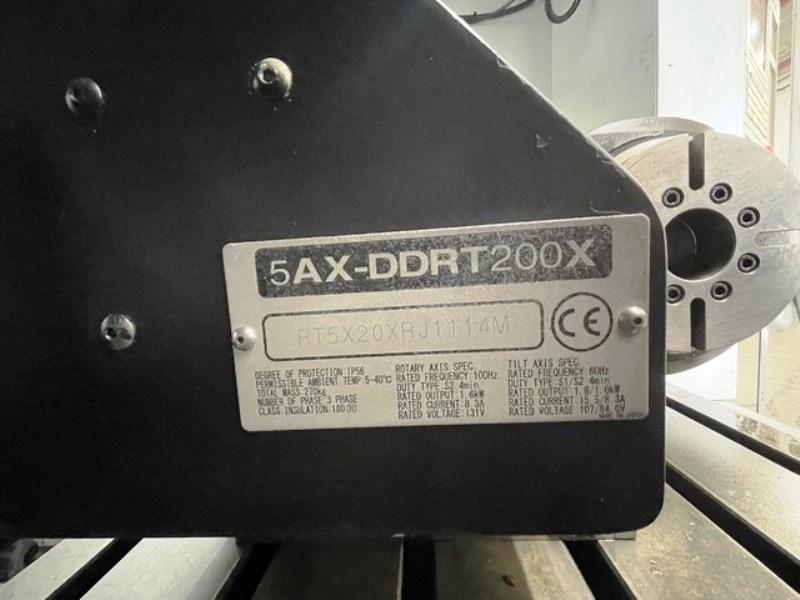 5AX-DDRT200X
RT5X20XRJ1114M
CE
DEGREE OF PROTECTION:IP56
PERMISSIBLE AMBIENT TEMP:5-40℃
TOTAL MASS:270kg
NUMBER OF PHASE:3 PHASE
CLASS INSULATION:180(H)
ROTARY AXIS SPEC.
RATED FREQUENCY:100Hz
DUTY TYPE:S2 4min
RATED OUTPUT:1.6kW
RATED CURRENT:8.3A
RATED VOLTAGE:131V
TILT AXIS SPEC.
RATED FREQUENCY:60Hz
DUTY TYPE:S1/S2 4min
RATED OUTPUT:1.8/1.6kW
RATED CURRENT:15.5/8.3A
RATED VOLTAGE:107/84.6V